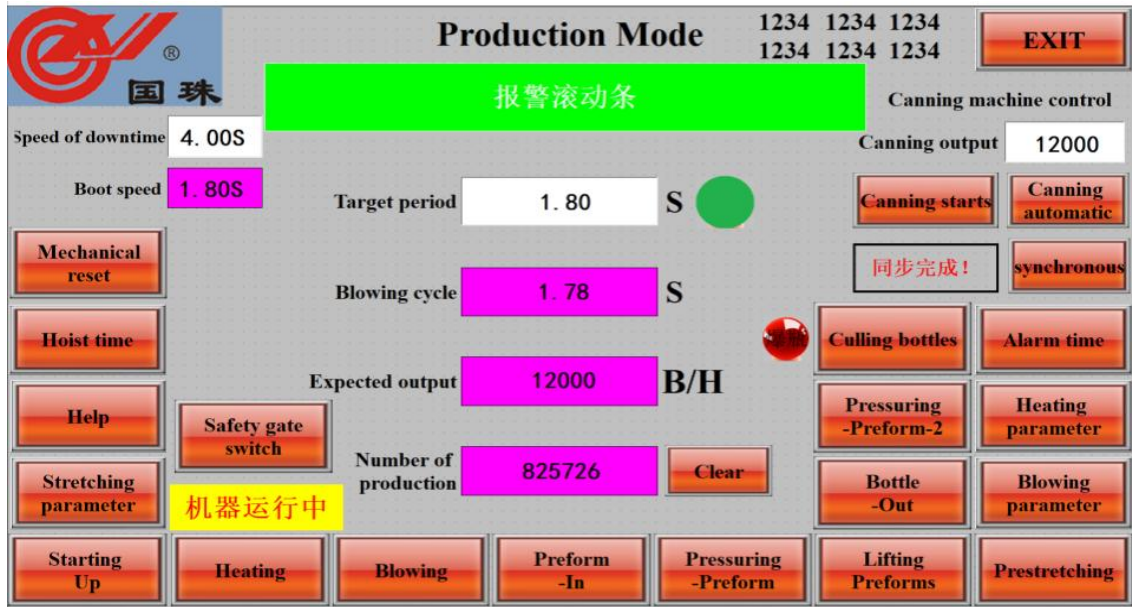 Production Mode
1234 1234 1234
1234 1234 1234
EXIT
®
国珠
报警滚动条
Canning machine control
Speed of downtime 4.00S
Canning output 12000
Boot speed 1.80S
Target period 1.80 S
Canning starts
Canning
automatic
Mechanical
reset
同步完成!
synchronous
Blowing cycle 1.78 S
Hoist time
Culling bottles
Alarm time
Expected output 12000 B/H
Help
Safety gate
switch
Pressuring
-Preform-2
Heating
parameter
Number of
production
825726
Clear
Stretching
parameter
机器运行中
Bottle
-Out
Blowing
parameter
Starting
Up
Heating
Blowing
Preform
-In
Pressuring
-Preform
Lifting
Preforms
Prestretching